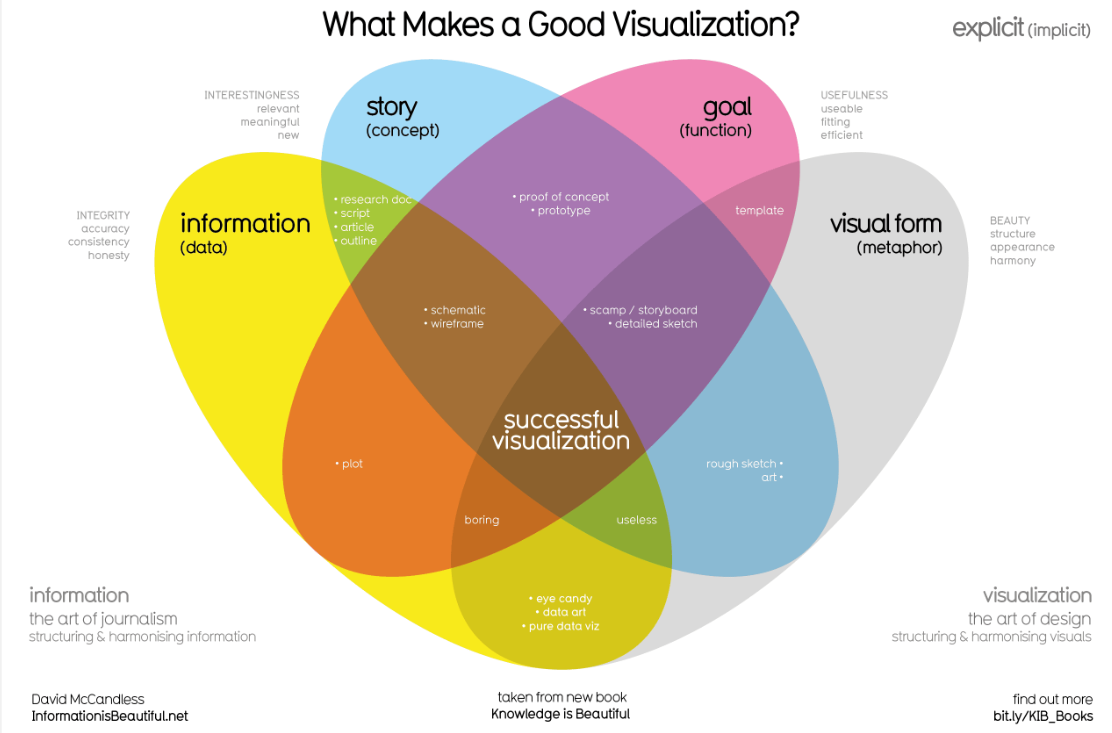 What Makes a Good Visualization?
explicit (implicit)
INTERESTINGNESS
relevant
meaningful
new
story
(concept)
goal
(function)
USEFULNESS
useable
fitting
efficient
INTEGRITY
accuracy
consistency
honesty
information
(data)
• research doc
• script
• article
• outline
• proof of concept
• prototype
template
visual form
(metaphor)
BEAUTY
structure
appearance
harmony
• schematic
• wireframe
• scamp / storyboard
• detailed sketch
successful
visualization
• plot
rough sketch •
art •
boring
useless
• eye candy
• data art
• pure data viz
information
the art of journalism
structuring & harmonising information
visualization
the art of design
structuring & harmonising visuals
David McCandless
InformationisBeautiful.net
taken from new book
Knowledge is Beautiful
find out more
bit.ly/KIB_Books